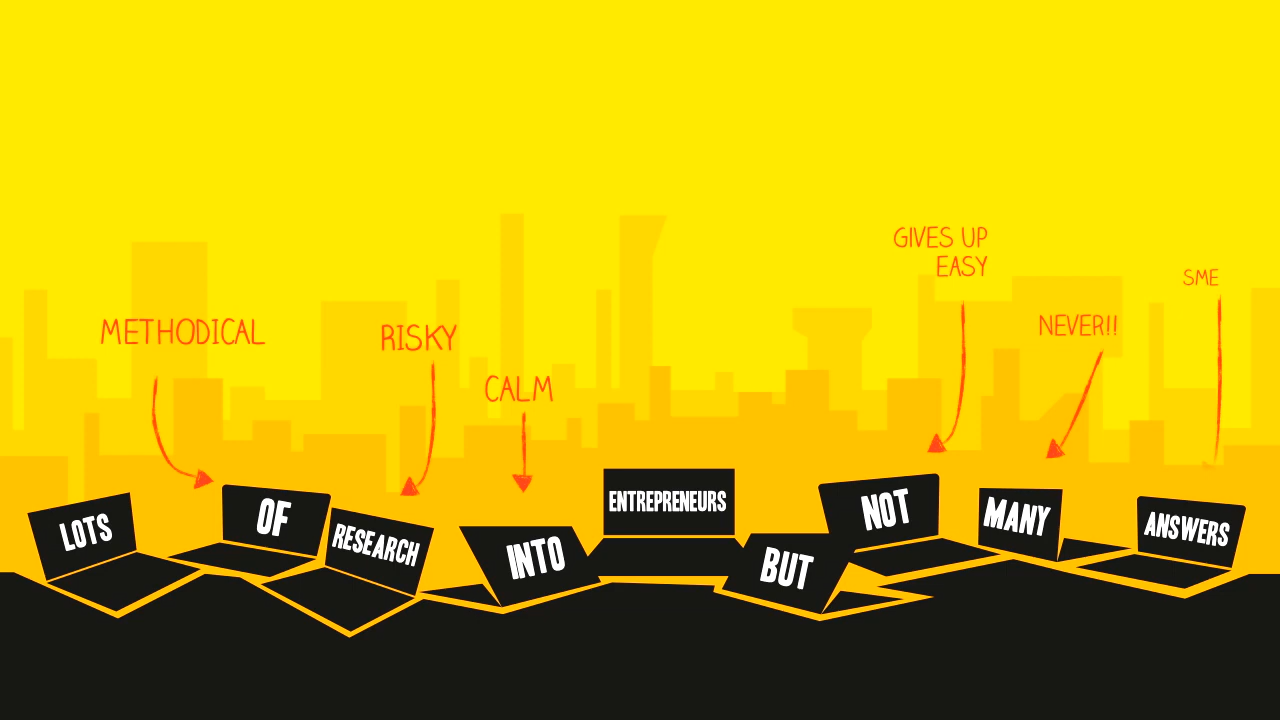 GIVES UP
EASY
SME
METHODICAL
RISKY
NEVER!!
CALM
LOTS
OF
RESEARCH
INTO
ENTREPRENEURS
BUT
NOT
MANY
ANSWERS